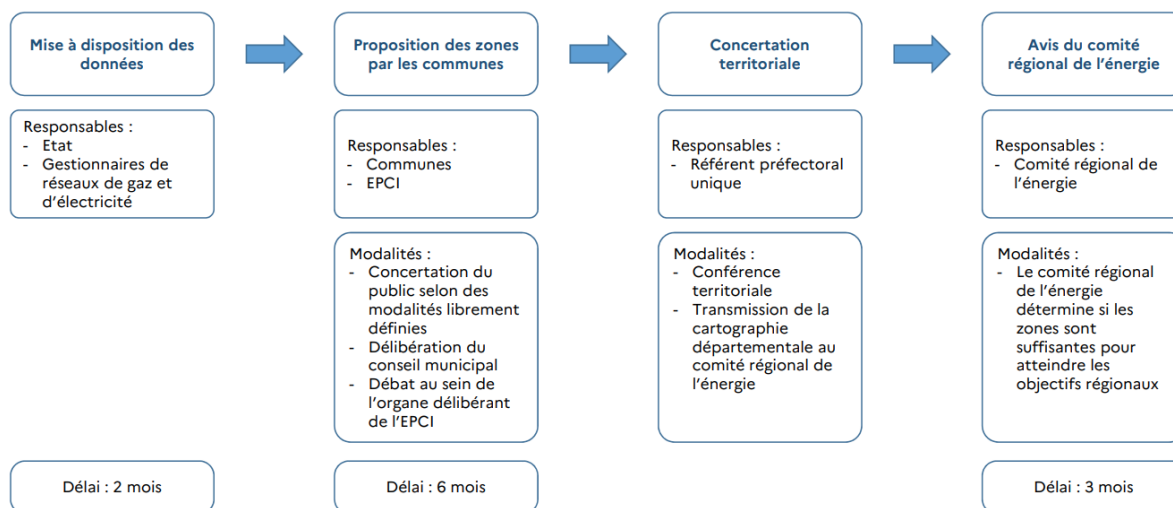 Mise à disposition des
données
Proposition des zones
par les communes
Concertation
territoriale
Avis du comité
régional de l’énergie
Responsables :
- Etat
- Gestionnaires de
réseaux de gaz et
d’électricité
Responsables :
- Communes
- EPCI
Responsables :
- Référent préfectoral
unique
Responsables :
- Comité régional de
l’énergie
Modalités :
- Concertation du
public selon des
modalités librement
définies
- Délibération du
conseil municipal
- Débat au sein de
l’organe délibérant
de l’EPCI
Modalités :
- Conférence
territoriale
- Transmission de la
cartographie
départementale au
comité régional de
l’énergie
Modalités :
- Le comité régional
de l’énergie
détermine si les
zones sont
suffisantes pour
atteindre les
objectifs régionaux
Délai : 2 mois
Délai : 6 mois
Délai : 3 mois